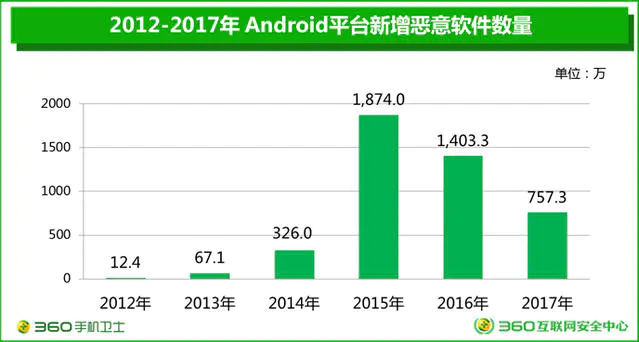 2012-2017年 Android平台新增恶意软件数量
单位：万
2000
1500
1000
500
0
12.4
67.1
326.0
1,874.0
1,403.3
757.3
2012年
2013年
2014年
2015年
2016年
2017年
360手机卫士
360互联网安全中心